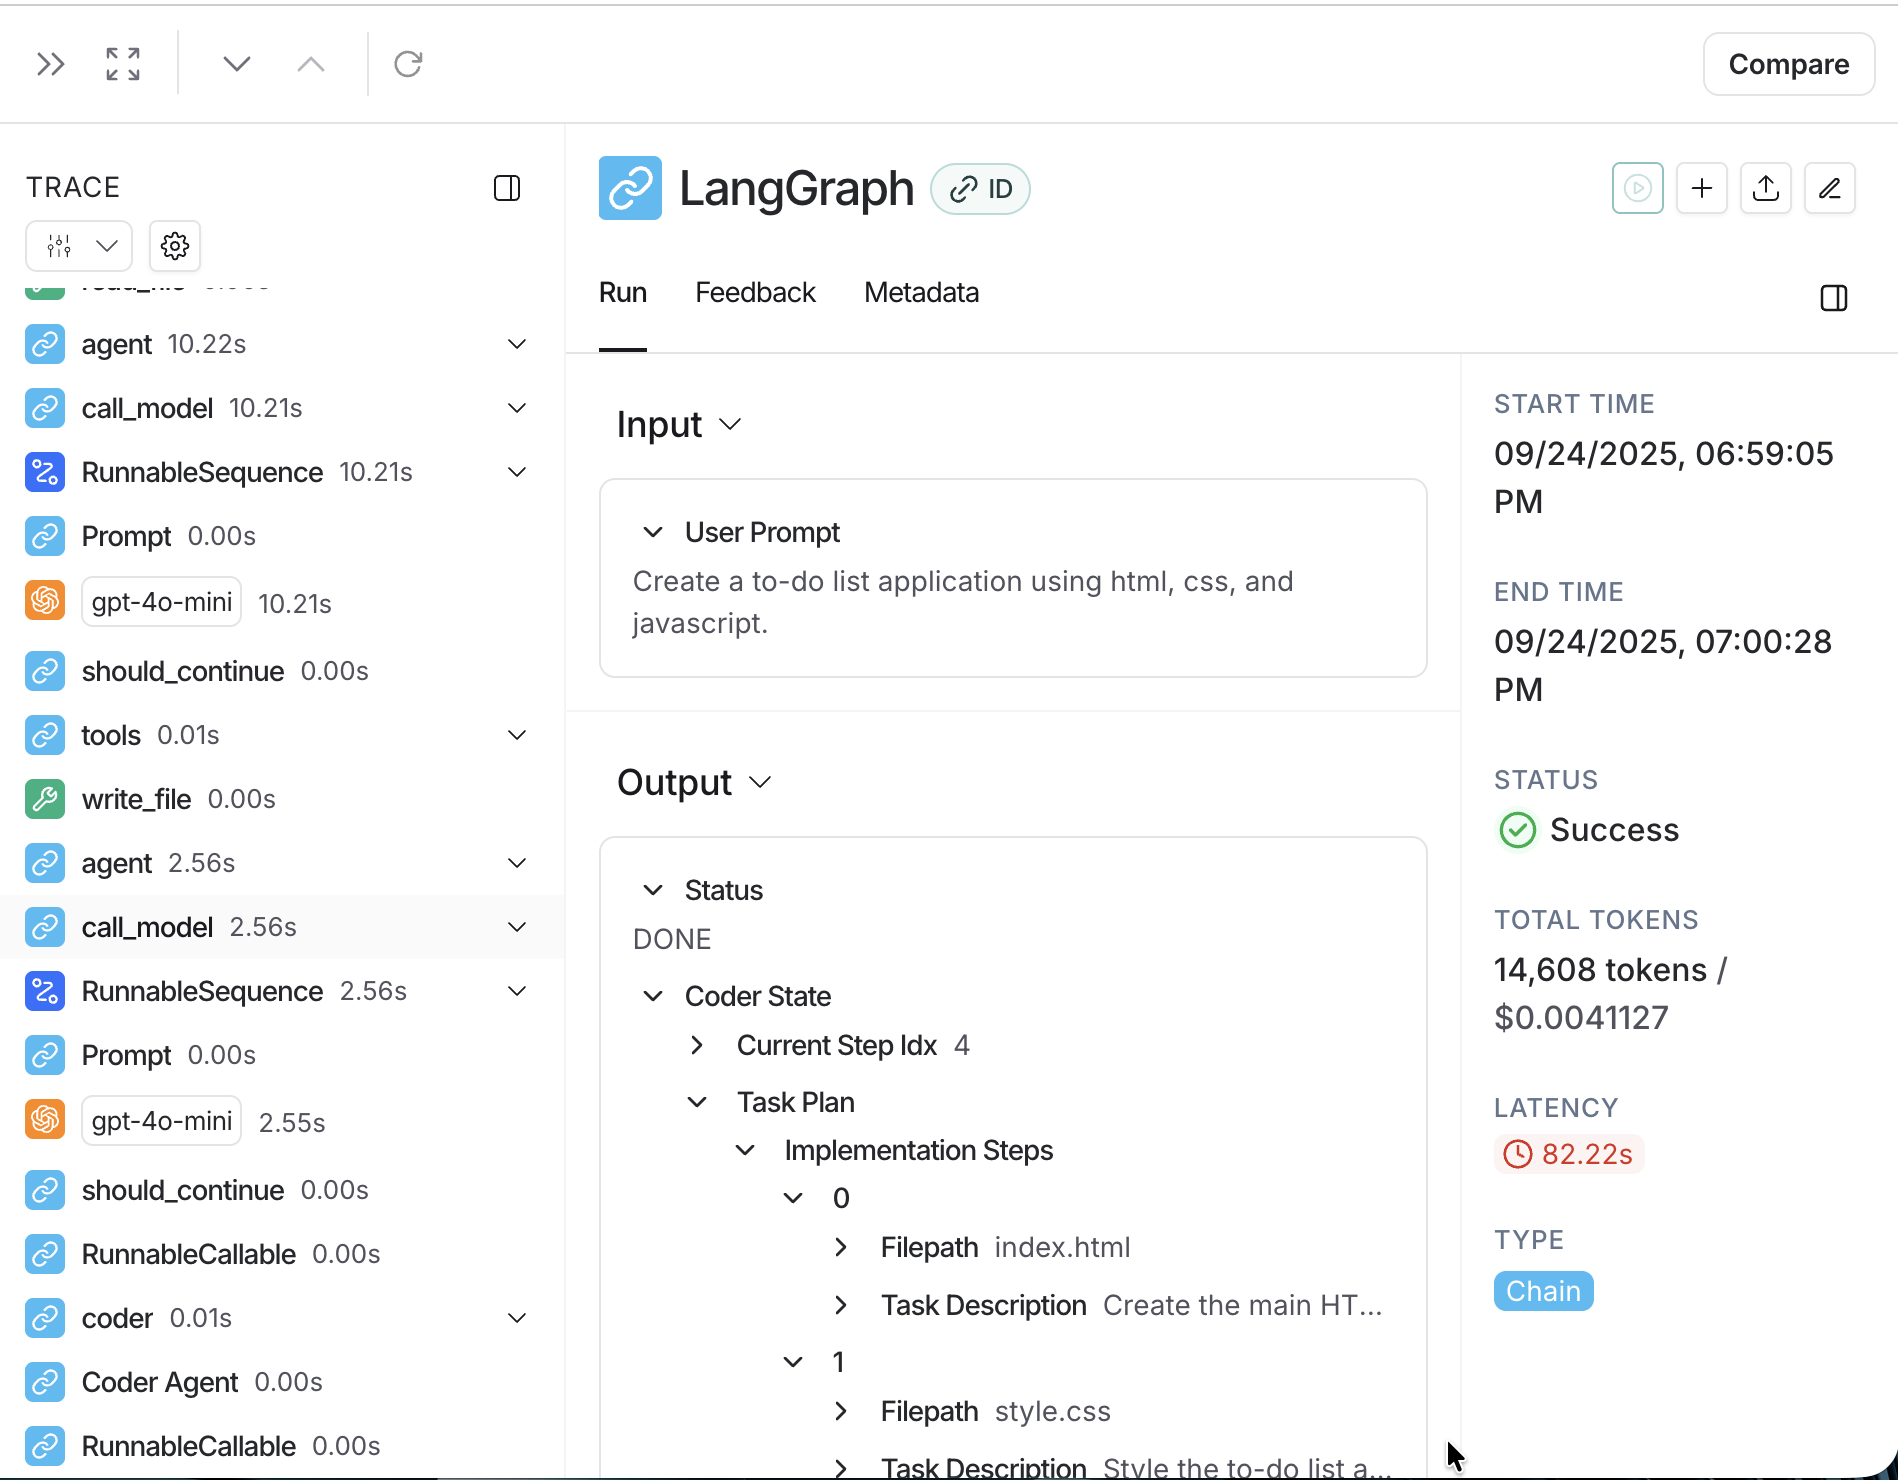 Compare
TRACE
agent 10.22s
call_model 10.21s
RunnableSequence 10.21s
Prompt 0.00s
gpt-4o-mini 10.21s
should_continue 0.00s
tools 0.01s
write_file 0.00s
agent 2.56s
call_model 2.56s
RunnableSequence 2.56s
Prompt 0.00s
gpt-4o-mini 2.55s
should_continue 0.00s
RunnableCallable 0.00s
coder 0.01s
Coder Agent 0.00s
RunnableCallable 0.00s
LangGraph ID
Run Feedback Metadata
Input
User Prompt
Create a to-do list application using html, css, and
javascript.
Output
Status
DONE
Coder State
Current Step Idx 4
Task Plan
Implementation Steps
0
Filepath index.html
Task Description Create the main HT...
1
Filepath style.css
Task Description Style the to-do list a...
START TIME
09/24/2025, 06:59:05
PM
END TIME
09/24/2025, 07:00:28
PM
STATUS
Success
TOTAL TOKENS
14,608 tokens /
$0.0041127
LATENCY
82.22s
TYPE
Chain